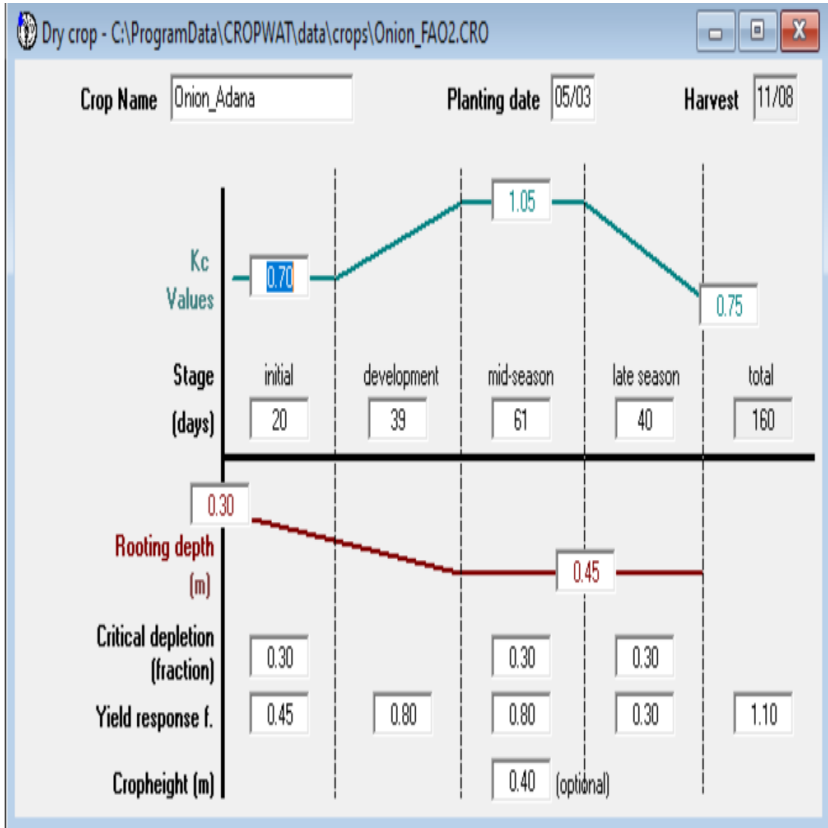 Dry crop - C:\ProgramData\CROPWAT\data\crops\Onion_FAO2.CRO
Crop Name Onion_Adana Planting date 05/03 Harvest 11/08
1.05
Kc 0.70
Values 0.75
Stage initial development mid-season late season total
(days) 20 39 61 40 160
0.30
Rooting depth 0.45
(m)
Critical depletion
(fraction) 0.30 0.30 0.30
Yield response f. 0.45 0.80 0.80 0.30 1.10
Cropheight (m) 0.40 (optional)